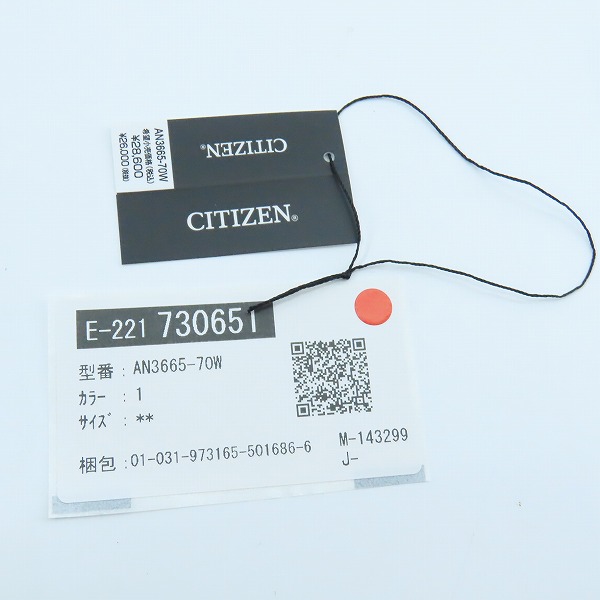 AN3665-70W
希望小売価格(税込)
¥28,600
¥26,000(税抜)
CITIZEN®
CITIZEN®
E-221 730651
型番 : AN3665-70W
ｶﾗｰ : 1
ｻｲｽﾞ : **
梱包 : 01-031-973165-501686-6
M-143299
J-